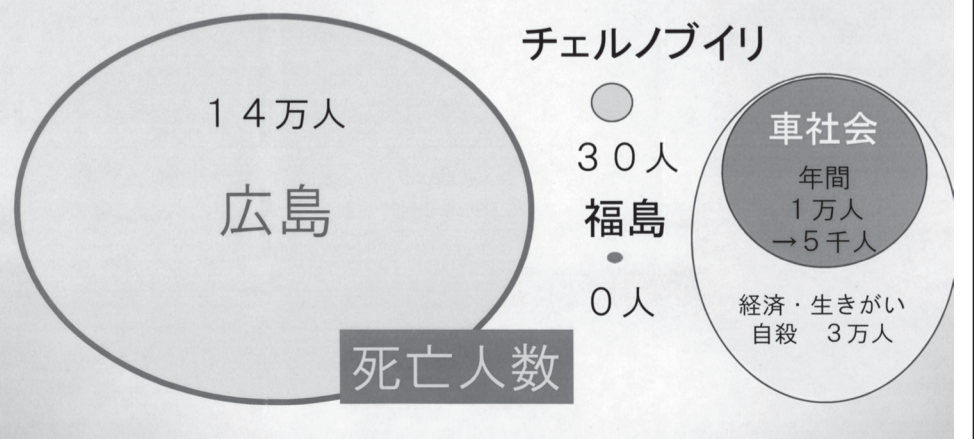 １４万人
広島
死亡人数
チェルノブイリ
３０人
福島
０人
車社会
年間
１万人
→５千人
経済・生きがい
自殺　３万人